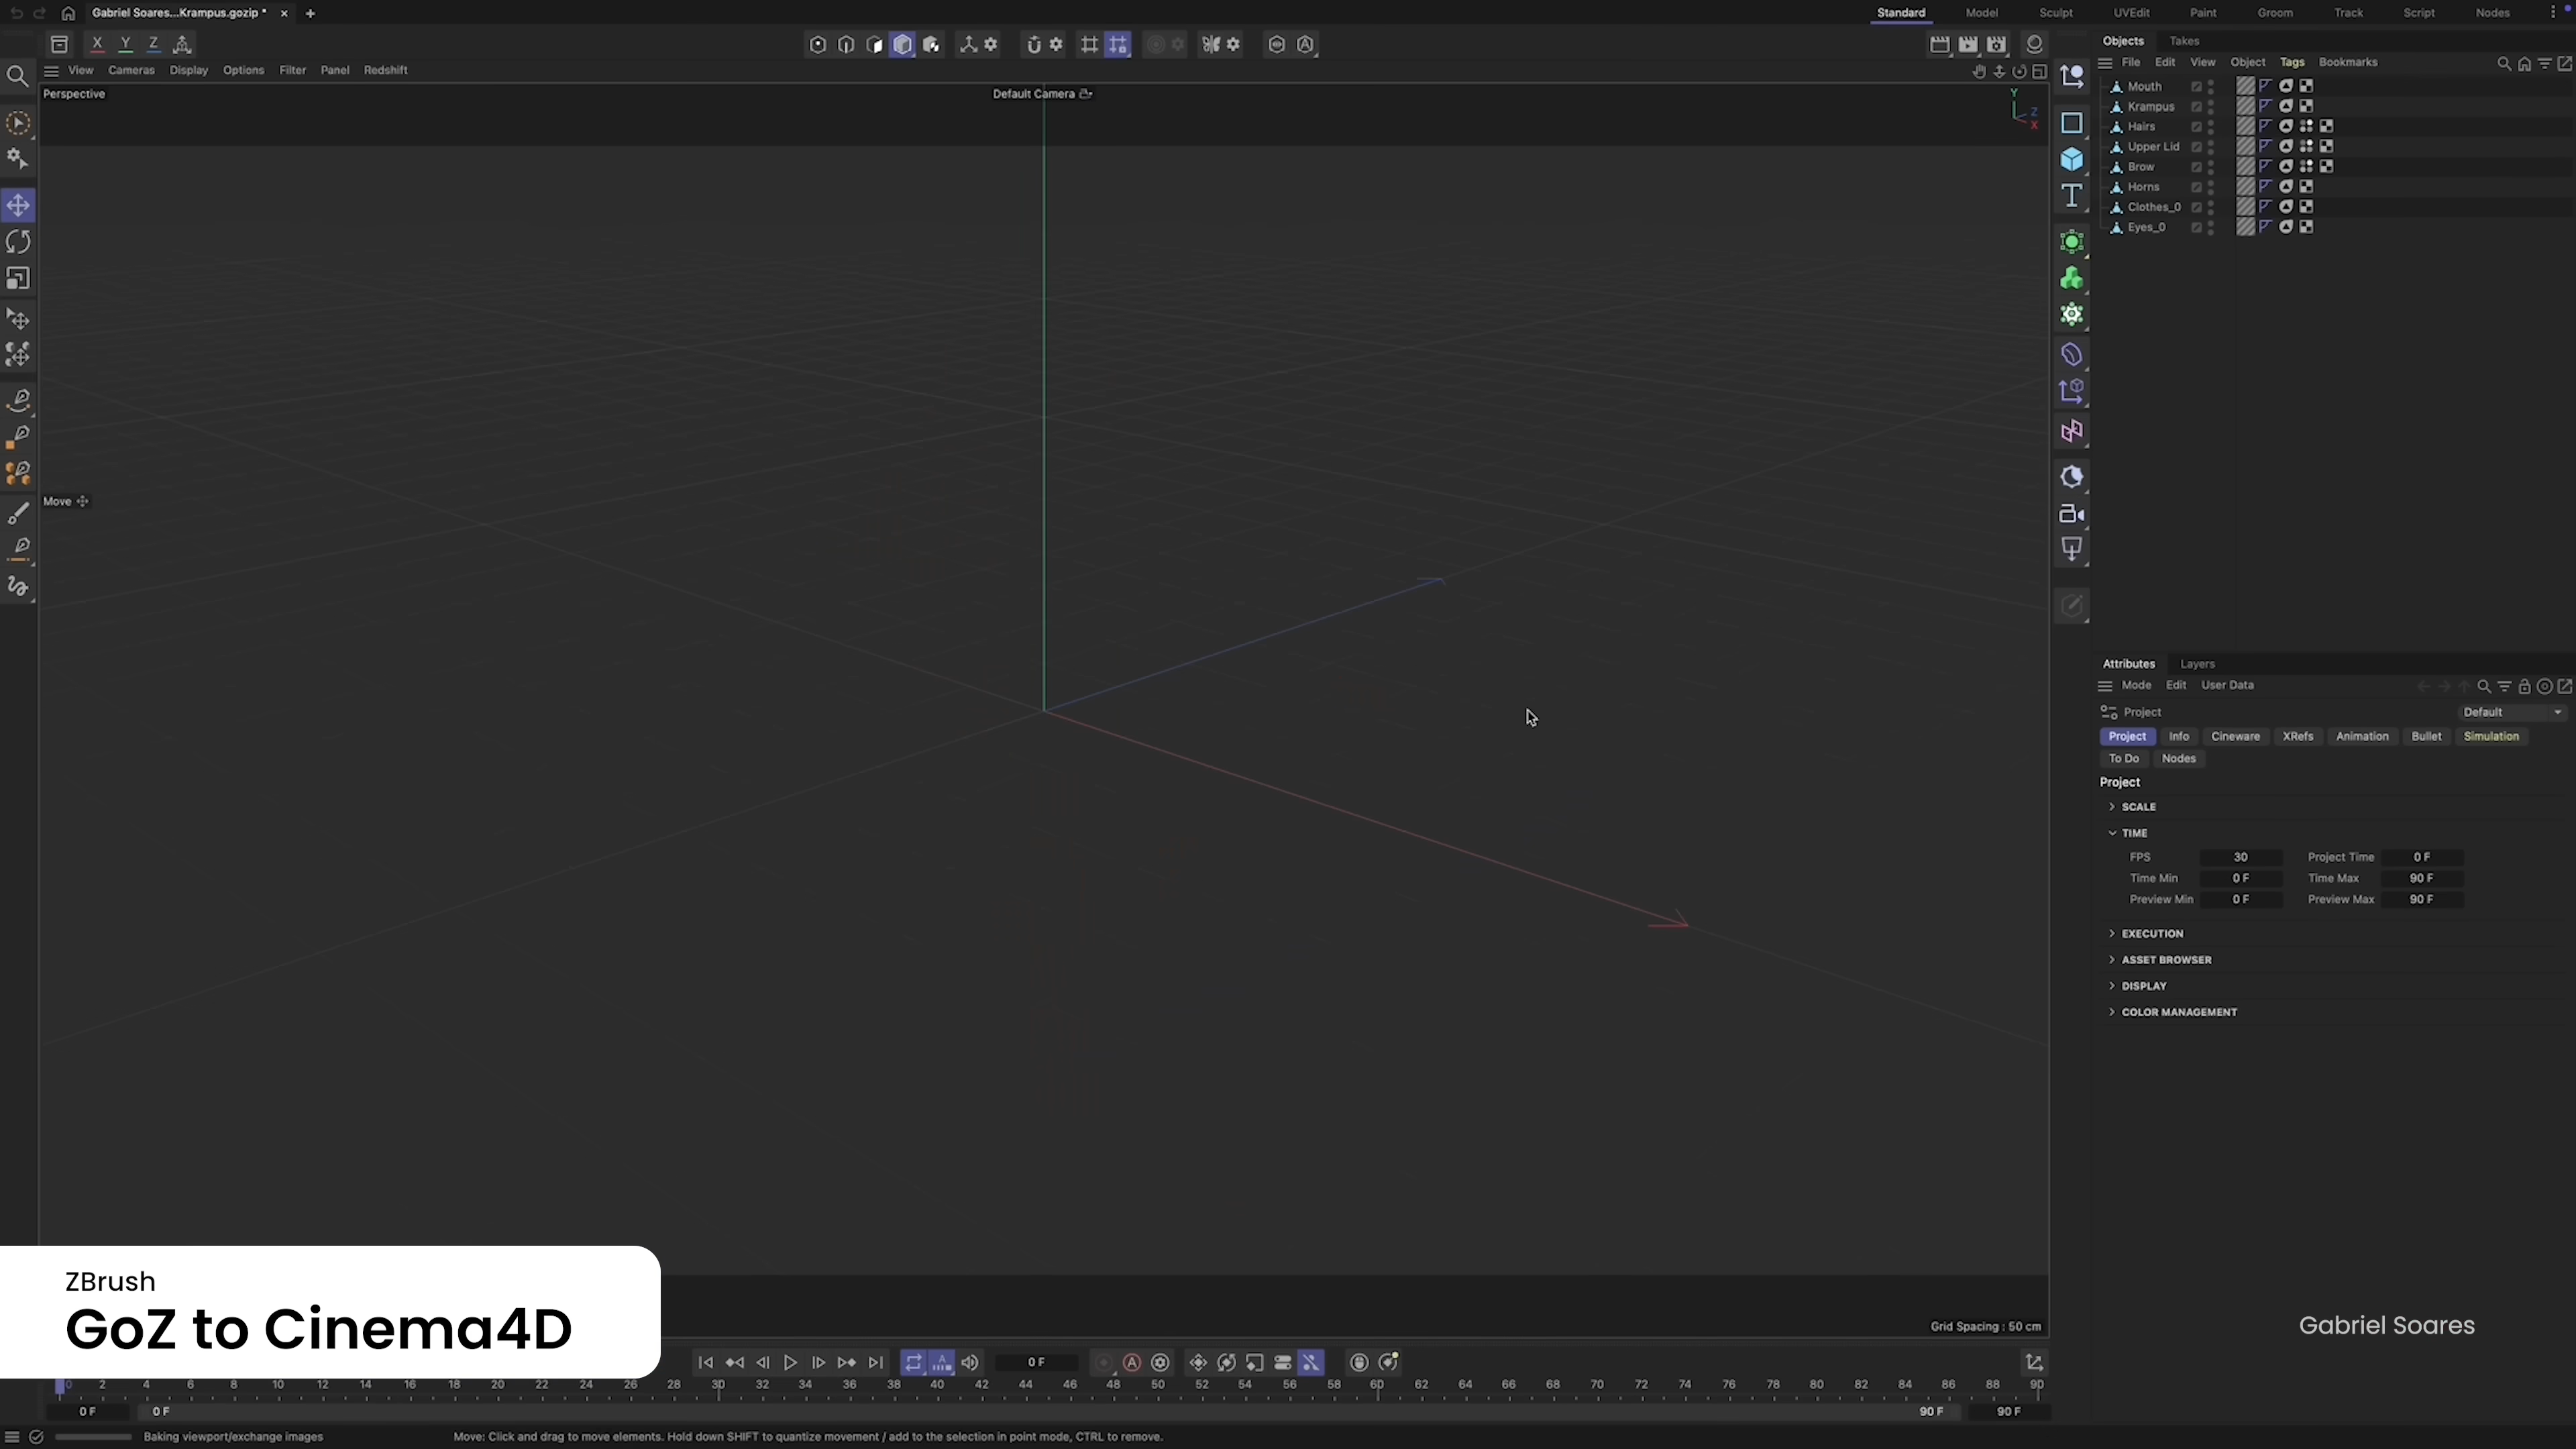 Gabriel Soares...Krampus.gozip *
Standard Model Sculpt UVEdit Paint Groom Track Script Nodes
X Y Z
Objects Takes
View Cameras Display Options Filter Panel Redshift
File Edit View Object Tags Bookmarks
Perspective
Default Camera
Y
Z
X
Mouth
Krampus
Hairs
Upper Lid
Brow
Horns
Clothes_0
Eyes_0
Move
Attributes Layers
Mode Edit User Data
Project Default
Project Info Cineware XRefs Animation Bullet Simulation
To Do Nodes
Project
SCALE
TIME
FPS 30 Project Time 0 F
Time Min 0 F Time Max 90 F
Preview Min 0 F Preview Max 90 F
EXECUTION
ASSET BROWSER
DISPLAY
COLOR MANAGEMENT
ZBrush
GoZ to Cinema4D
Gabriel Soares
Grid Spacing : 50 cm
0 F
0 2 4 6 8 10 12 14 16 18 20 22 24 26 28 30 32 34 36 38 40 42 44 46 48 50 52 54 56 58 60 62 64 66 68 70 72 74 76 78 80 82 84 86 88 90
0 F 0 F 90 F 90 F
Baking viewport/exchange images Move: Click and drag to move elements. Hold down SHIFT to quantize movement / add to the selection in point mode, CTRL to remove.